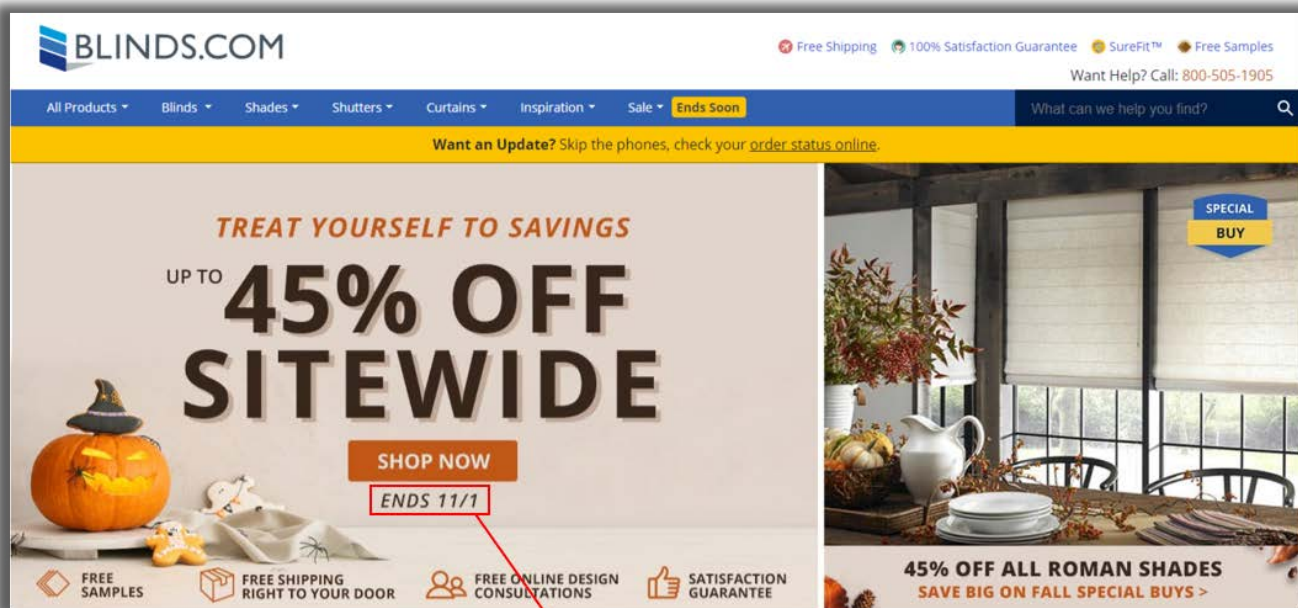 BLINDS.COM
Free Shipping 100% Satisfaction Guarantee SureFit™ Free Samples
Want Help? Call: 800-505-1905
All Products Blinds Shades Shutters Curtains Inspiration Sale Ends Soon What can we help you find?
Want an Update? Skip the phones, check your order status online.
TREAT YOURSELF TO SAVINGS
UP TO 45% OFF
SITEWIDE
SHOP NOW
ENDS 11/1
FREE
SAMPLES
FREE SHIPPING
RIGHT TO YOUR DOOR
FREE ONLINE DESIGN
CONSULTATIONS
SATISFACTION
GUARANTEE
SPECIAL
BUY
45% OFF ALL ROMAN SHADES
SAVE BIG ON FALL SPECIAL BUYS >